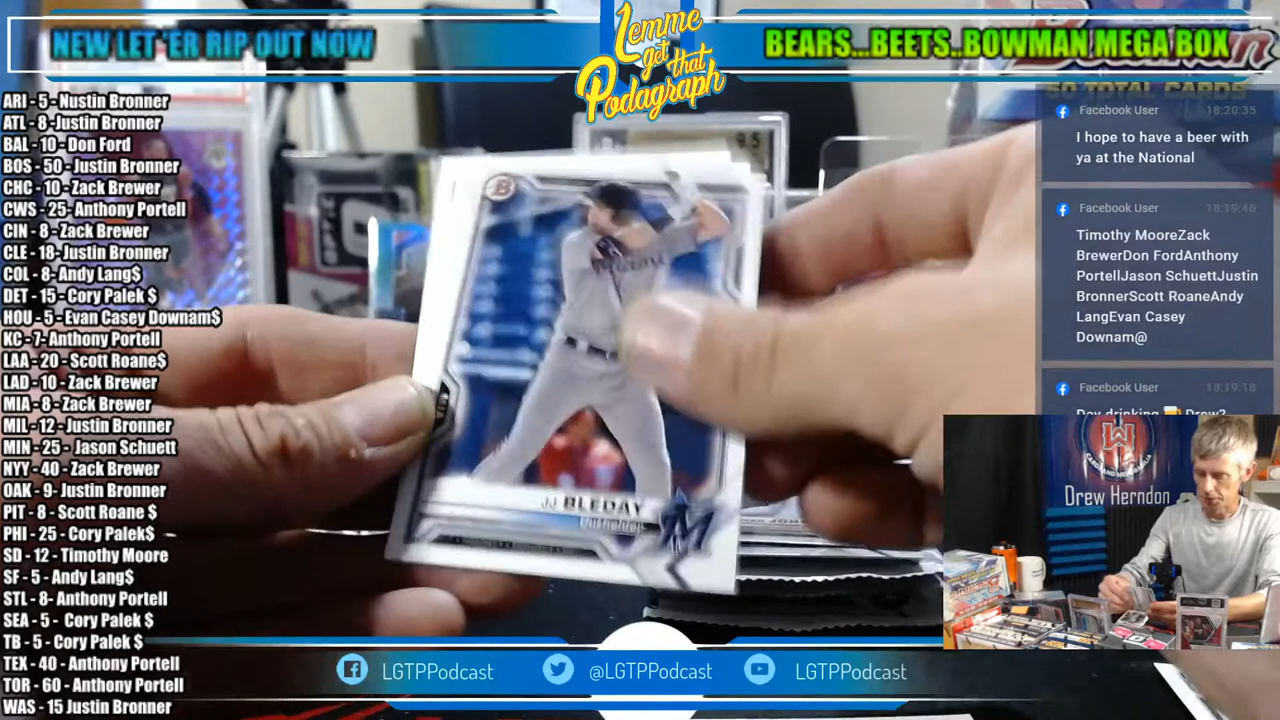 NEW LET 'ER RIP OUT NOW
Lemme
get
that
Podagraph
BEARS...BEETS..BOWMAN MEGA BOX
50 TOTAL CARDS
ARI - 5 - Nustin Bronner
ATL - 8 -Justin Bronner
BAL - 10 - Don Ford
BOS - 50 - Justin Bronner
CHC - 10 - Zack Brewer
CWS - 25- Anthony Portell
CIN - 8 - Zack Brewer
CLE - 18- Justin Bronner
COL - 8- Andy Lang$
DET - 15 - Cory Palek $
HOU - 5 - Evan Casey Downam$
KC - 7- Anthony Portell
LAA - 20 - Scott Roane$
LAD - 10 - Zack Brewer
MIA - 8 - Zack Brewer
MIL - 12- Justin Bronner
MIN - 25 - Jason Schuett
NYY - 40 - Zack Brewer
OAK - 9- Justin Bronner
PIT - 8 - Scott Roane $
PHI - 25 - Cory Palek$
SD - 12 - Timothy Moore
SF - 5 - Andy Lang$
STL - 8- Anthony Portell
SEA - 5 - Cory Palek $
TB - 5 - Cory Palek $
TEX - 40 - Anthony Portell
TOR - 60 - Anthony Portell
WAS - 15 Justin Bronner
9.5
B
JJ BLEDAY
M
Facebook User 18:20:35
I hope to have a beer with
ya at the National
Facebook User 18:19:46
Timothy MooreZack
BrewerDon FordAnthony
PortellJason SchuettJustin
BronnerScott RoaneAndy
LangEvan Casey
Downam@
Facebook User 18:19:18
Day drinking 🍺 Drew?
Drew Herndon
LGTPPodcast
@LGTPPodcast
LGTPPodcast